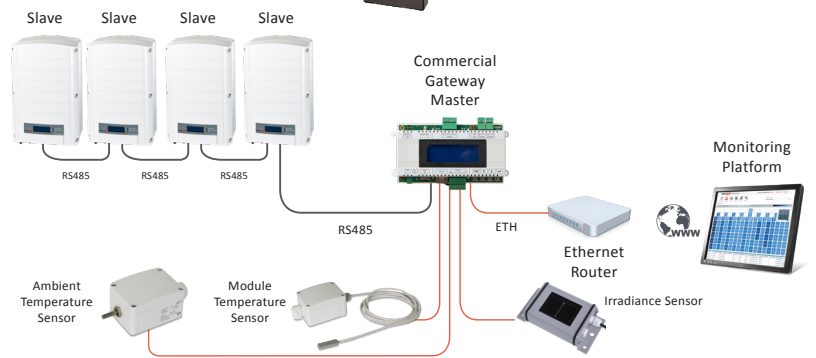 Slave
Slave
Slave
Slave
Commercial
Gateway
Master
Monitoring
Platform
RS485
RS485
RS485
RS485
ETH
www
Ethernet
Router
Ambient
Temperature
Sensor
Module
Temperature
Sensor
Irradiance Sensor